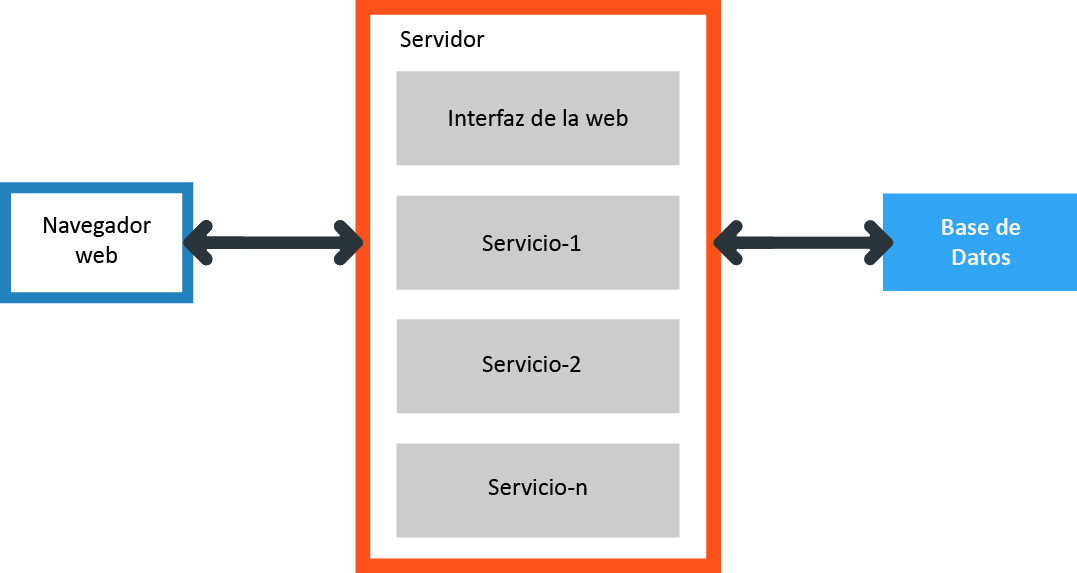 Servidor
Interfaz de la web
Navegador
web
Servicio-1
Base de
Datos
Servicio-2
Servicio-n